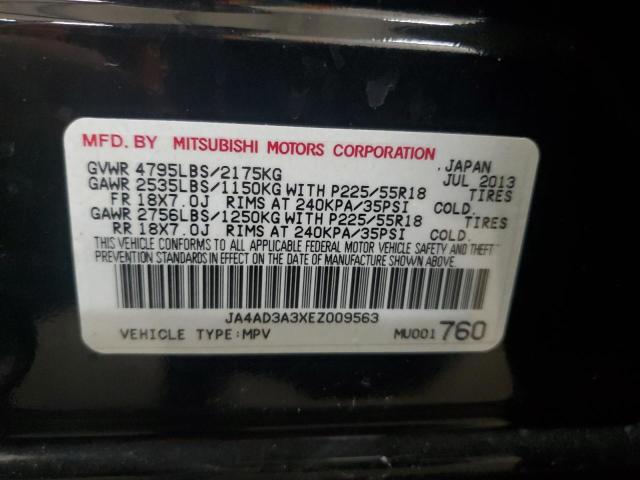 MFD. BY MITSUBISHI MOTORS CORPORATION
GVWR 4795LBS/2175KG JAPAN JUL 2013
GAWR 2535LBS/1150KG WITH P225/55R18 TIRES
FR 18X7.0J RIMS AT 240KPA/35PSI COLD.
GAWR 2756LBS/1250KG WITH P225/55R18 TIRES
RR 18X7.0J RIMS AT 240KPA/35PSI COLD.
THIS VEHICLE CONFORMS TO ALL APPLICABLE FEDERAL MOTOR VEHICLE SAFETY AND THEFT
PREVENTION STANDARDS IN EFFECT ON THE DATE OF MANUFACTURE SHOWN ABOVE.
JA4AD3A3XEZ009563
VEHICLE TYPE:MPV MU001 760